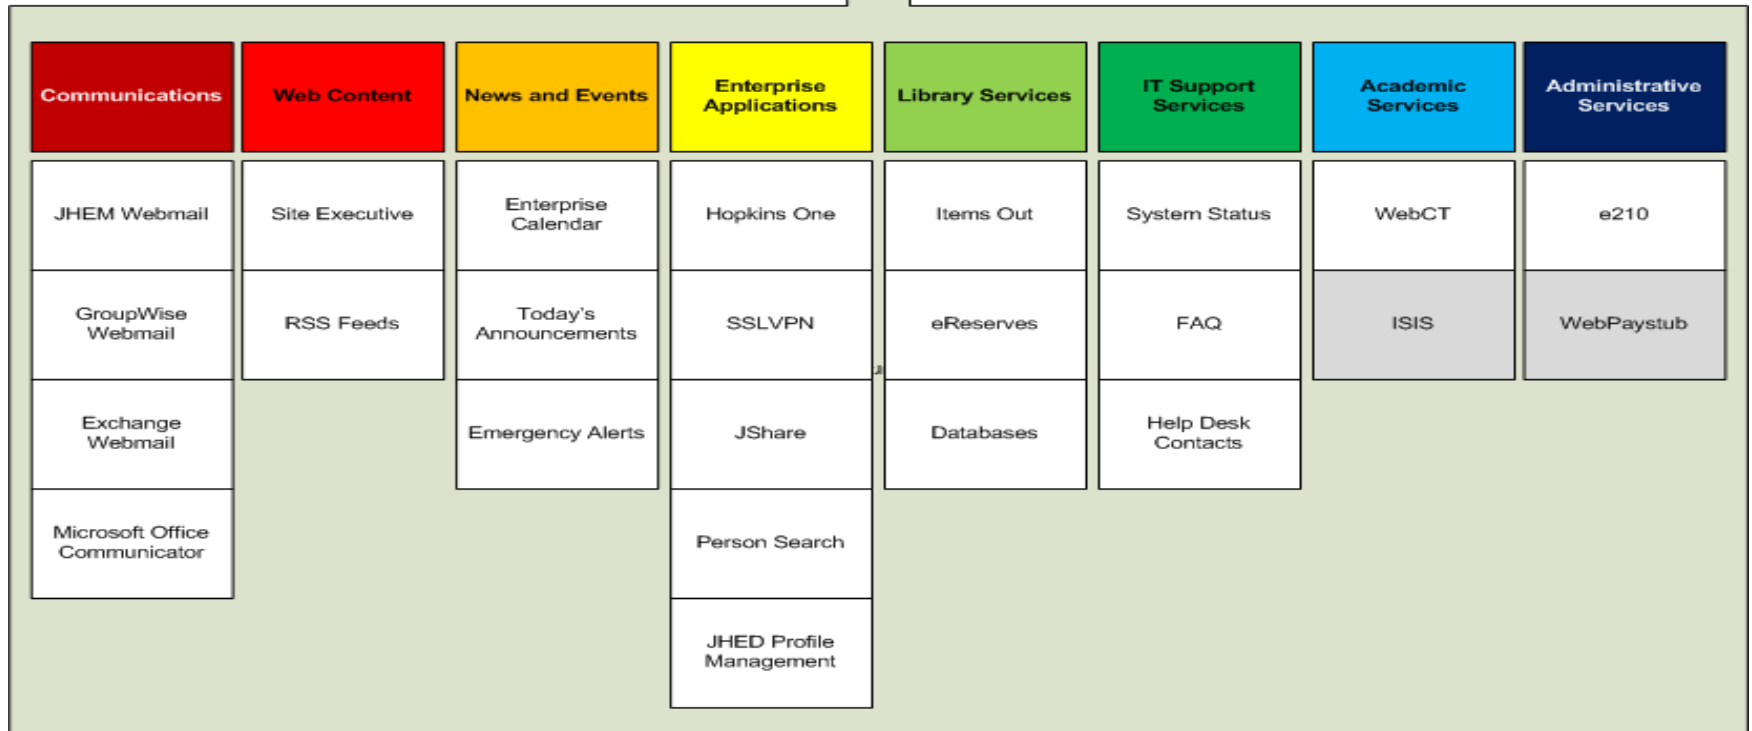 Communications
Web Content
News and Events
Enterprise
Applications
Library Services
IT Support
Services
Academic
Services
Administrative
Services
JHEM Webmail
Site Executive
Enterprise
Calendar
Hopkins One
Items Out
System Status
WebCT
e210
GroupWise
Webmail
RSS Feeds
Today's
Announcements
SSLVPN
eReserves
FAQ
ISIS
WebPaystub
Exchange
Webmail
Emergency Alerts
JShare
Databases
Help Desk
Contacts
Microsoft Office
Communicator
Person Search
JHED Profile
Management